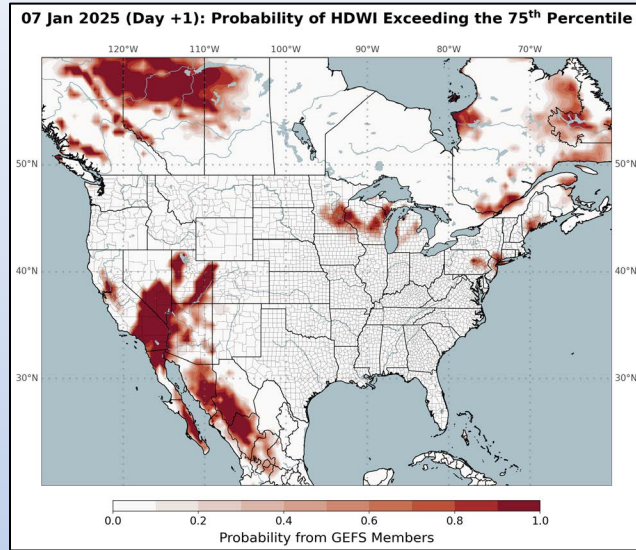 07 Jan 2025 (Day +1): Probability of HDWI Exceeding the 75th Percentile
120°W 110°W 100°W 90°W 80°W 70°W
50°N 50°N
40°N 40°N
30°N 30°N
0.0 0.2 0.4 0.6 0.8 1.0
Probability from GEFS Members